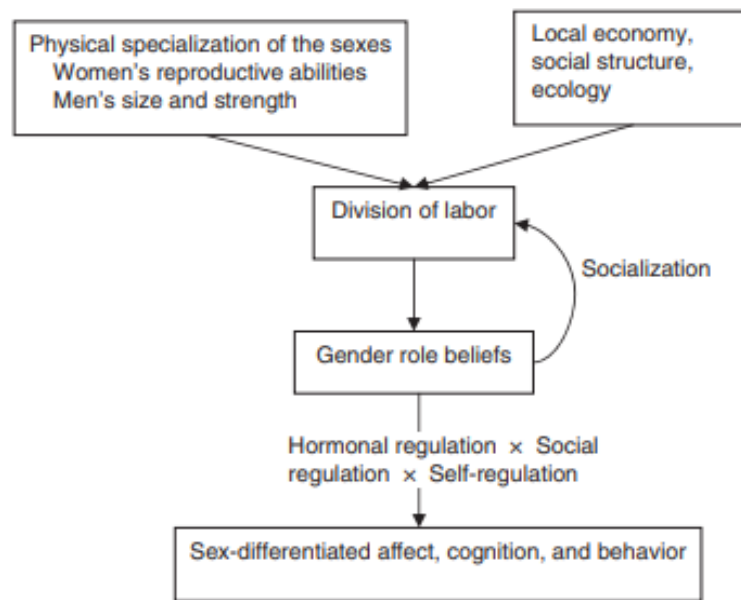 Physical specialization of the sexes
Women's reproductive abilities
Men's size and strength
Local economy,
social structure,
ecology
Division of labor
Socialization
Gender role beliefs
Hormonal regulation × Social
regulation × Self-regulation
Sex-differentiated affect, cognition, and behavior